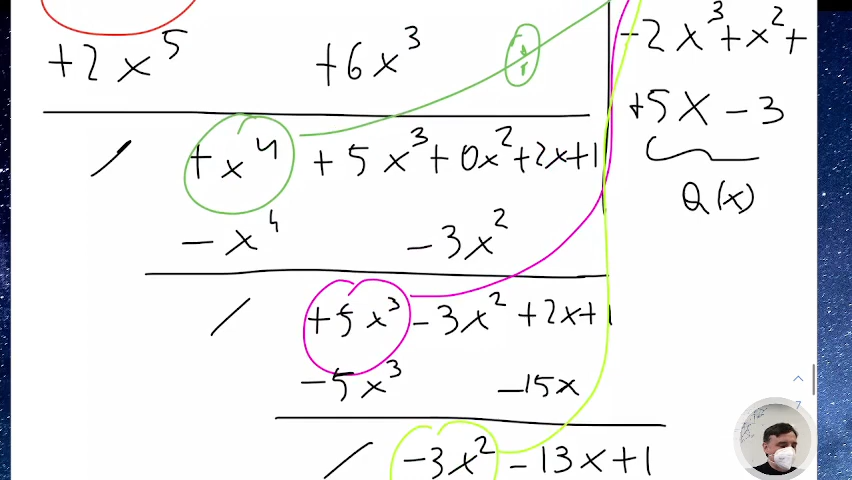 +2x⁵ +6x³ :
-2x³+x²+
+5x-3
Q(x)
/ +x⁴ +5x³+0x²+2x+1
-x⁴ -3x²
/ +5x³-3x²+2x+1
-5x³ -15x
/ -3x²-13x+1
7